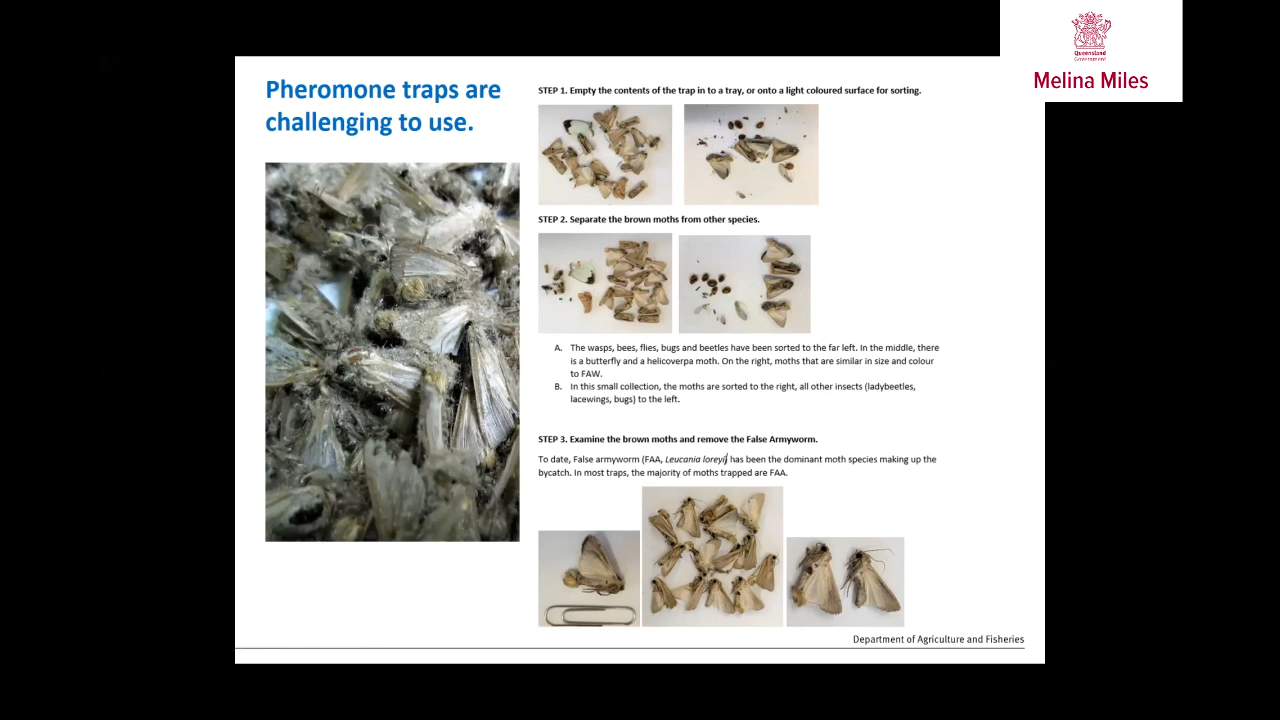 Queensland
Government
Melina Miles
Pheromone traps are
challenging to use.
STEP 1. Empty the contents of the trap in to a tray, or onto a light coloured surface for sorting.
STEP 2. Separate the brown moths from other species.
A. The wasps, bees, flies, bugs and beetles have been sorted to the far left. In the middle, there
is a butterfly and a helicoverpa moth. On the right, moths that are similar in size and colour
to FAW.
B. In this small collection, the moths are sorted to the right, all other insects (ladybeetles,
lacewings, bugs) to the left.
STEP 3. Examine the brown moths and remove the False Armyworm.
To date, False armyworm (FAA, Leucania loreyi) has been the dominant moth species making up the
bycatch. In most traps, the majority of moths trapped are FAA.
Department of Agriculture and Fisheries